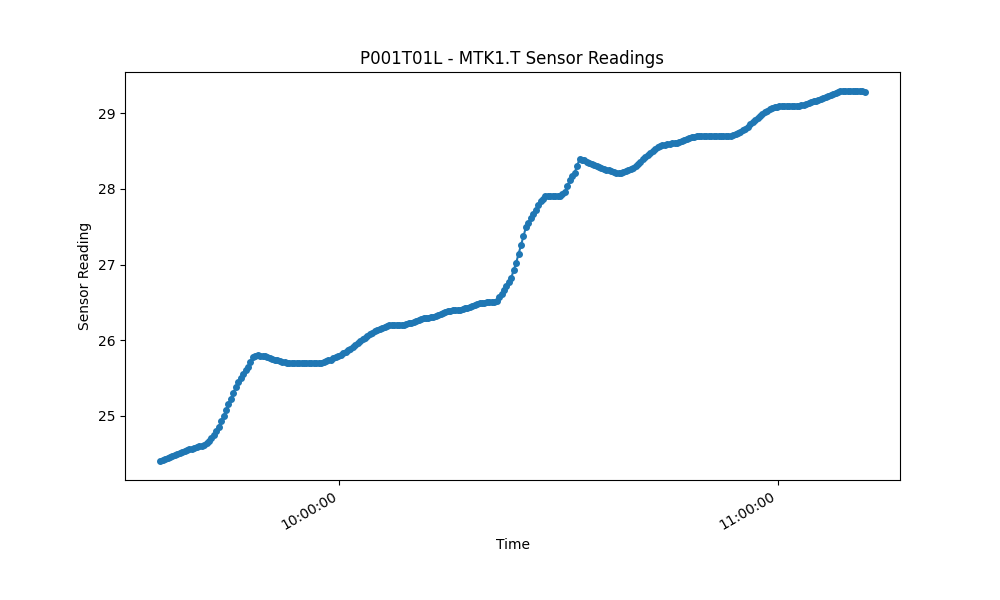 P001T01L - MTK1.T Sensor Readings
Sensor Reading
29
28
27
26
25
10:00:00
11:00:00
Time